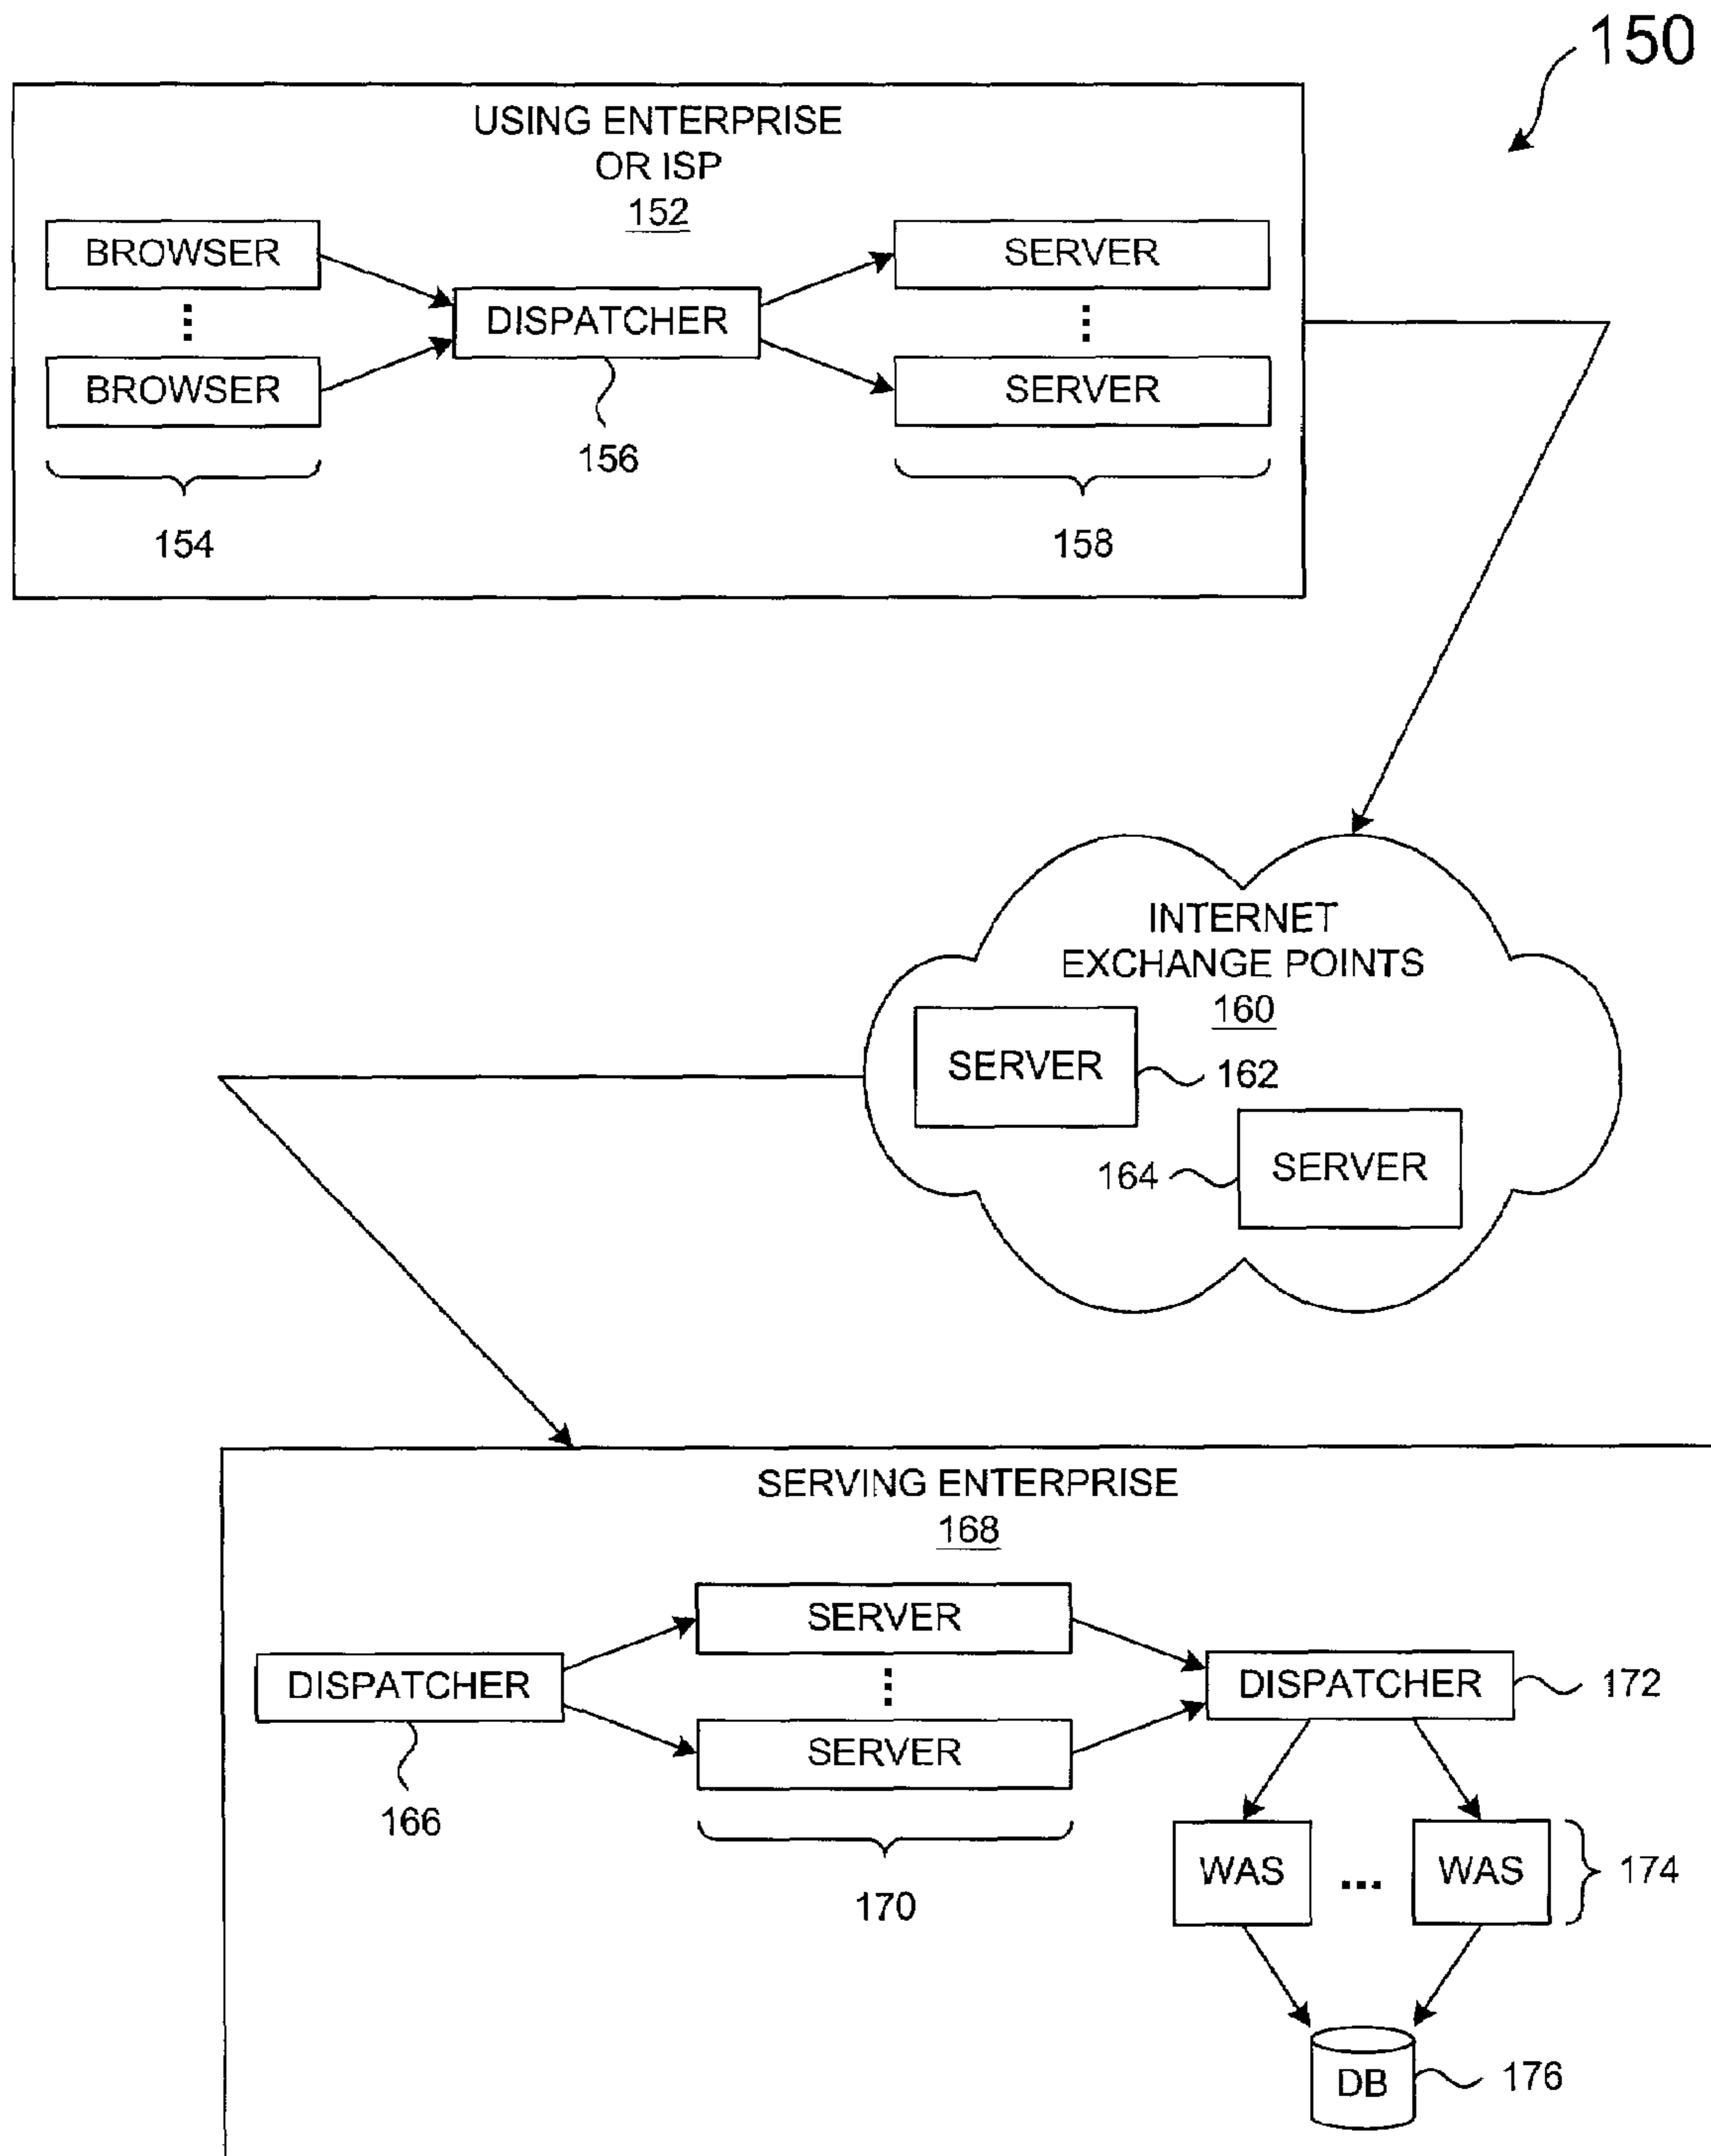 150
USING ENTERPRISE
OR ISP
152
BROWSER
SERVER
DISPATCHER
BROWSER
SERVER
156
154
158
INTERNET
EXCHANGE POINTS
160
SERVER
162
164
SERVER
SERVING ENTERPRISE
168
SERVER
DISPATCHER
DISPATCHER
172
SERVER
166
170
WAS
...
WAS
174
DB
176